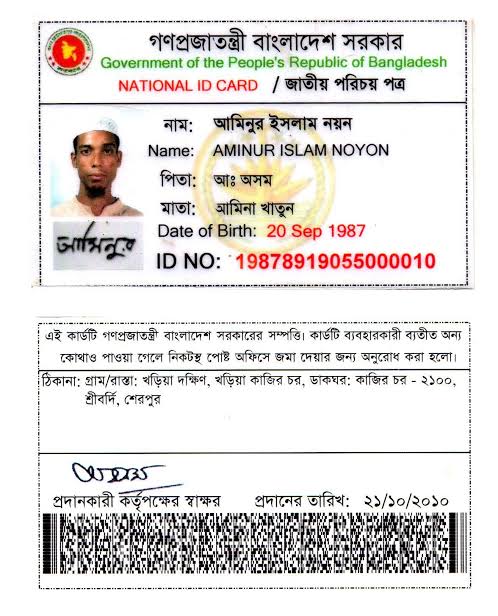 গণপ্রজাতন্ত্রী বাংলাদেশ সরকার
Government of the People's Republic of Bangladesh
NATIONAL ID CARD / জাতীয় পরিচয় পত্র
নাম: আমিনুর ইসলাম নয়ন
Name: AMINUR ISLAM NOYON
পিতা: আঃ অসম
মাতা: আমিনা খাতুন
Date of Birth: 20 Sep 1987
আমিনুর
ID NO: 19878919055000010
এই কার্ডটি গণপ্রজাতন্ত্রী বাংলাদেশ সরকারের সম্পত্তি। কার্ডটি ব্যবহারকারী ব্যতীত অন্য
কোথাও পাওয়া গেলে নিকটস্থ পোষ্ট অফিসে জমা দেয়ার জন্য অনুরোধ করা হলো।
ঠিকানা: গ্রাম/রাস্তা: খড়িয়া দক্ষিণ, খড়িয়া কাজির চর, ডাকঘর: কাজির চর - ২১০০,
শ্রীবর্দি, শেরপুর
প্রদানকারী কর্তৃপক্ষের স্বাক্ষর প্রদানের তারিখ: ২১/১০/২০১০